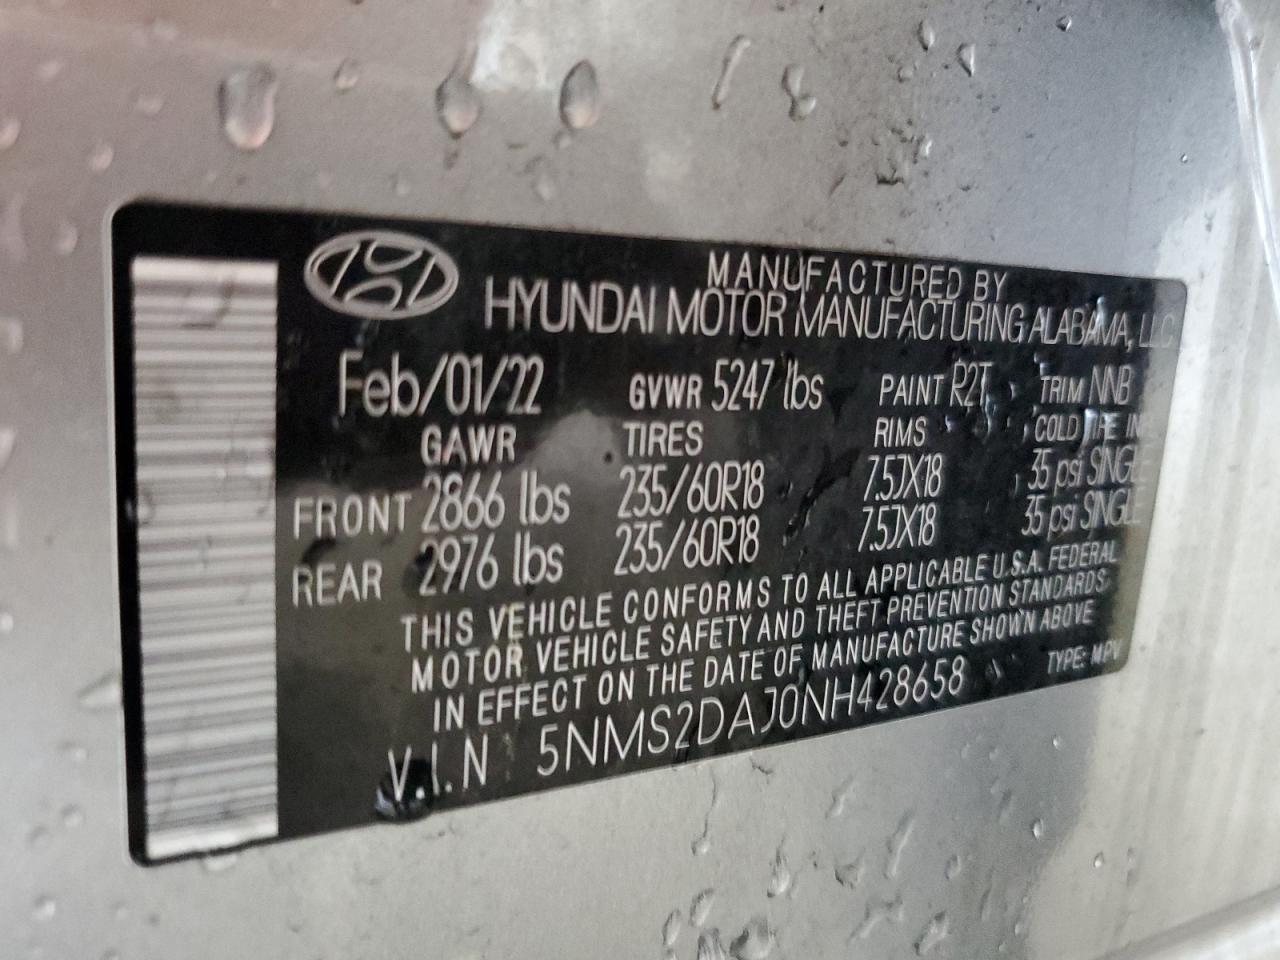 MANUFACTURED BY
HYUNDAI MOTOR MANUFACTURING ALABAMA, LLC
Feb/01/22 GVWR 5247 lbs PAINT R2T TRIM NNB
GAWR TIRES RIMS COLD TIRE IN
FRONT 2866 lbs 235/60R18 7.5JX18 35 psi SINGLE
REAR 2976 lbs 235/60R18 7.5JX18 35 psi SINGLE
THIS VEHICLE CONFORMS TO ALL APPLICABLE U.S.A. FEDERAL
MOTOR VEHICLE SAFETY AND THEFT PREVENTION STANDARDS
IN EFFECT ON THE DATE OF MANUFACTURE SHOWN ABOVE
V.I.N 5NMS2DAJ0NH428658 TYPE: MPV